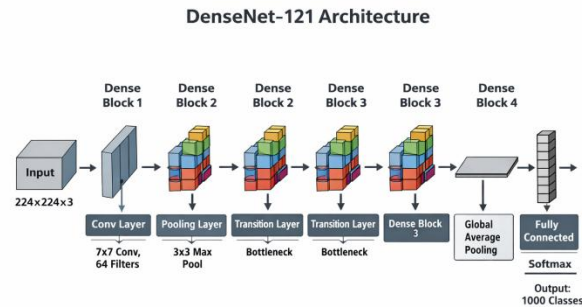 DenseNet-121 Architecture
Dense Block 1
Dense Block 2
Dense Block 2
Dense Block 3
Dense Block 3
Dense Block 4
Input
224×224×3
Conv Layer
7x7 Conv,
64 Filters
Pooling Layer
3x3 Max
Pool
Transition Layer
Bottleneck
Transition Layer
Bottleneck
Dense Block
3
Global
Average
Pooling
Fully
Connected
Softmax
Output:
1000 Classes